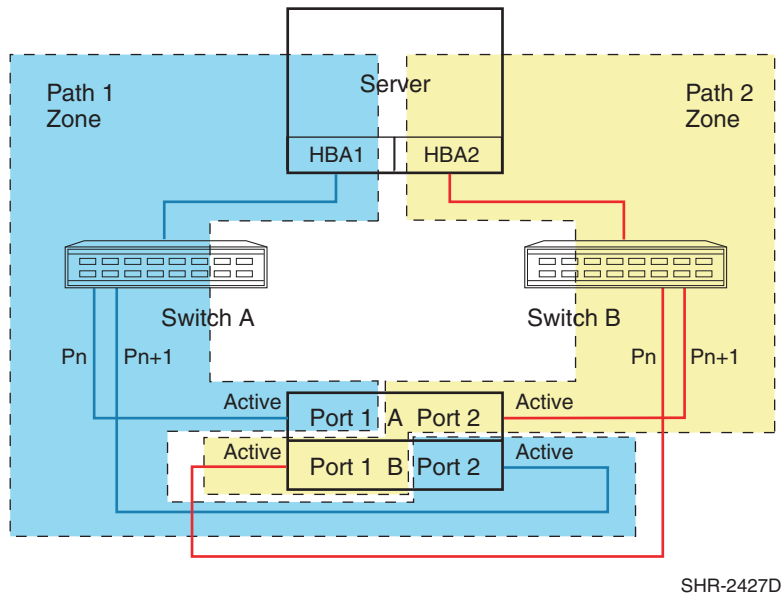 Path 1
Zone
Server
Path 2
Zone
HBA1
HBA2
Switch A
Switch B
Pn
Pn+1
Pn
Pn+1
Active
Port 1
A
Port 2
Active
Active
Port 1
B
Port 2
Active
SHR-2427D